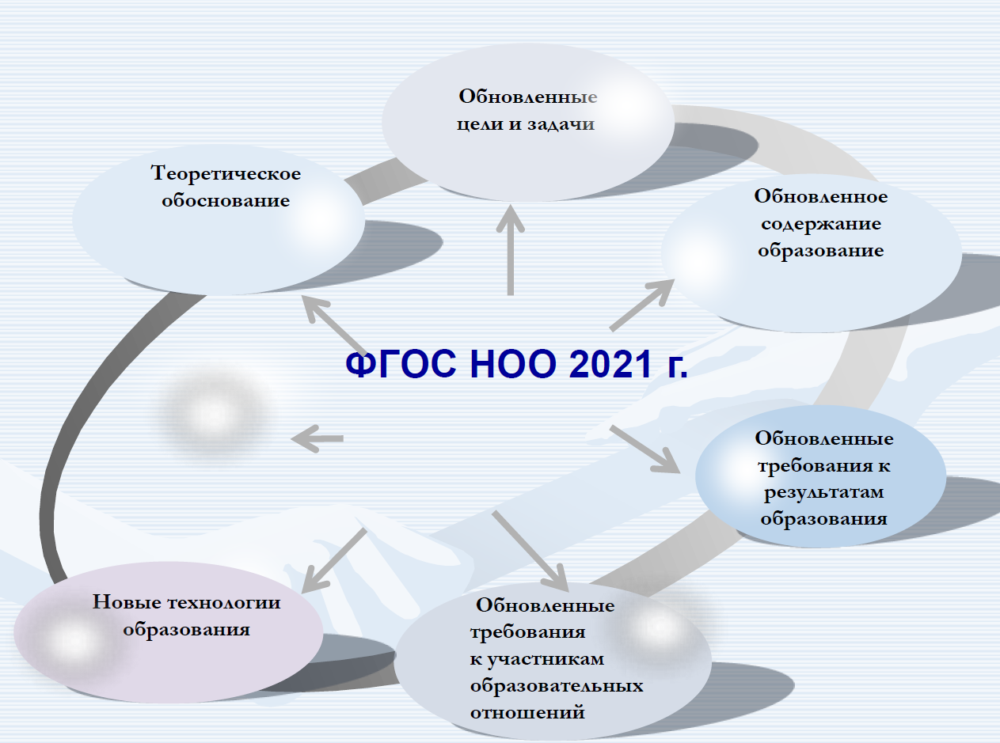 Обновленные
цели и задачи
Теоретическое
обоснование
Обновленное
содержание
образование
ФГОС НОО 2021 г.
Обновленные
требования к
результатам
образования
Новые технологии
образования
Обновленные
требования
к участникам
образовательных
отношений